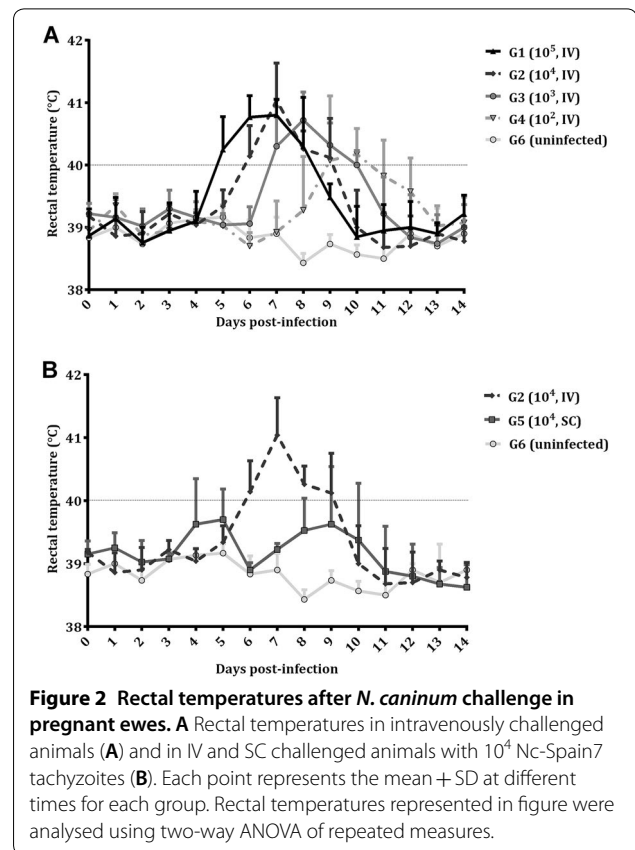 A
42
41
40
39
38
Rectal temperature (°C)
0 1 2 3 4 5 6 7 8 9 10 11 12 13 14
Days post-infection
G1 (10⁵, IV)
G2 (10⁴, IV)
G3 (10³, IV)
G4 (10², IV)
G6 (uninfected)
B
42
41
40
39
38
Rectal temperature (°C)
0 1 2 3 4 5 6 7 8 9 10 11 12 13 14
Days post-infection
G2 (10⁴, IV)
G5 (10⁴, SC)
G6 (uninfected)
Figure 2 Rectal temperatures after N. caninum challenge in
pregnant ewes. A Rectal temperatures in intravenously challenged
animals (A) and in IV and SC challenged animals with 10⁴ Nc-Spain7
tachyzoites (B). Each point represents the mean + SD at different
times for each group. Rectal temperatures represented in figure were
analysed using two-way ANOVA of repeated measures.